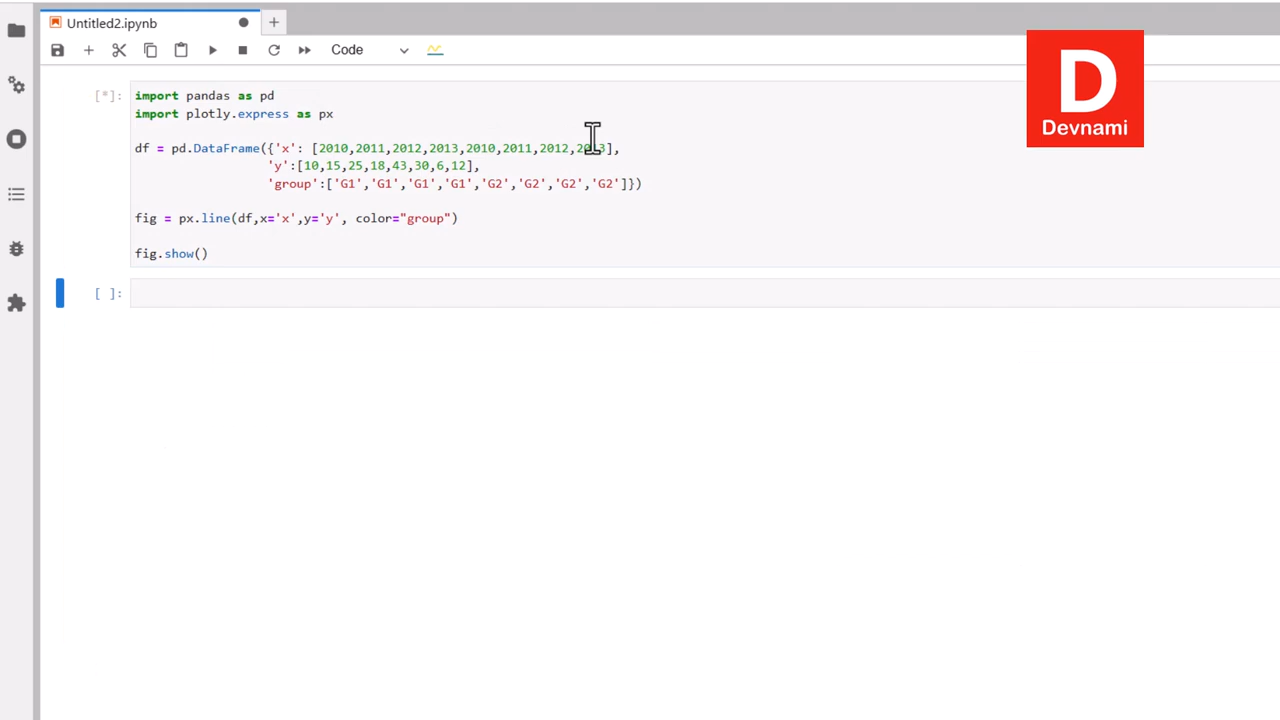 Untitled2.ipynb
Code
D
Devnami
[*]:
import pandas as pd
import plotly.express as px
df = pd.DataFrame({'x': [2010,2011,2012,2013,2010,2011,2012,2013],
'y':[10,15,25,18,43,30,6,12],
'group':['G1','G1','G1','G1','G2','G2','G2','G2']})
fig = px.line(df,x='x',y='y', color="group")
fig.show()
[ ]: